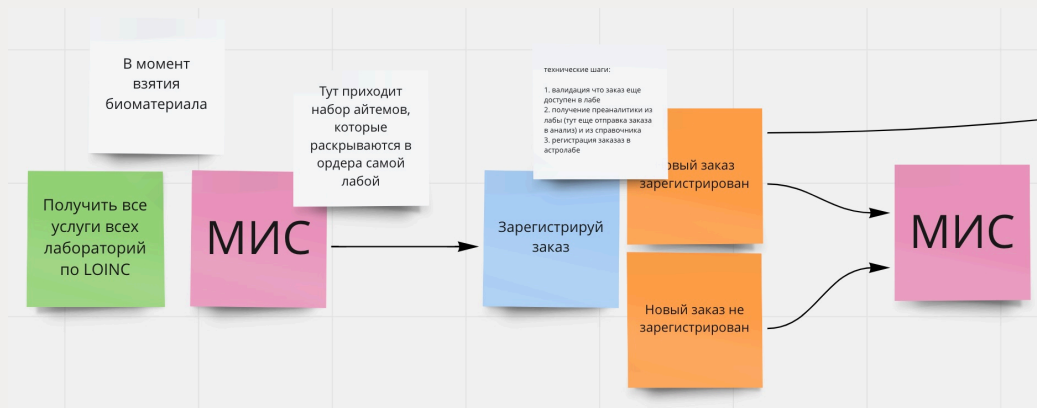 В момент
взятия
биоматериала
Тут приходит
набор айтемов,
которые
раскрываются в
ордера самой
лабой
технические шаги:
1. валидация что заказ еще
доступен в лабе
2. получение преаналитики из
лабы (тут еще отправка заказа
в анализ) и из справочника
3. регистрация заказаз в
астролабе
Получить все
услуги всех
лабораторий
по LOINC
МИС
Зарегистрируй
заказ
заказ
зарегистрирован
Новый заказ не
зарегистрирован
МИС